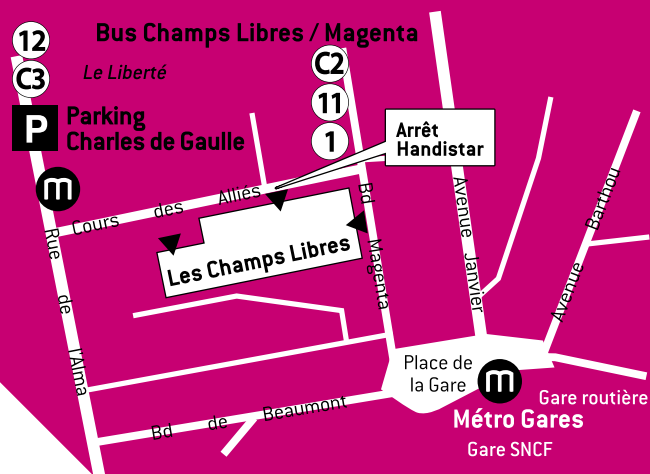 Bus Champs Libres / Magenta
12
C3
Le Liberté
C2
11
1
P
Parking
Charles de Gaulle
Arrêt
Handistar
m
Cours des Alliés
Rue de l'Alma
Bd Magenta
Avenue Janvier
Avenue Barthou
Les Champs Libres
Place de
la Gare
m
Gare routière
Métro Gares
Gare SNCF
Bd de Beaumont